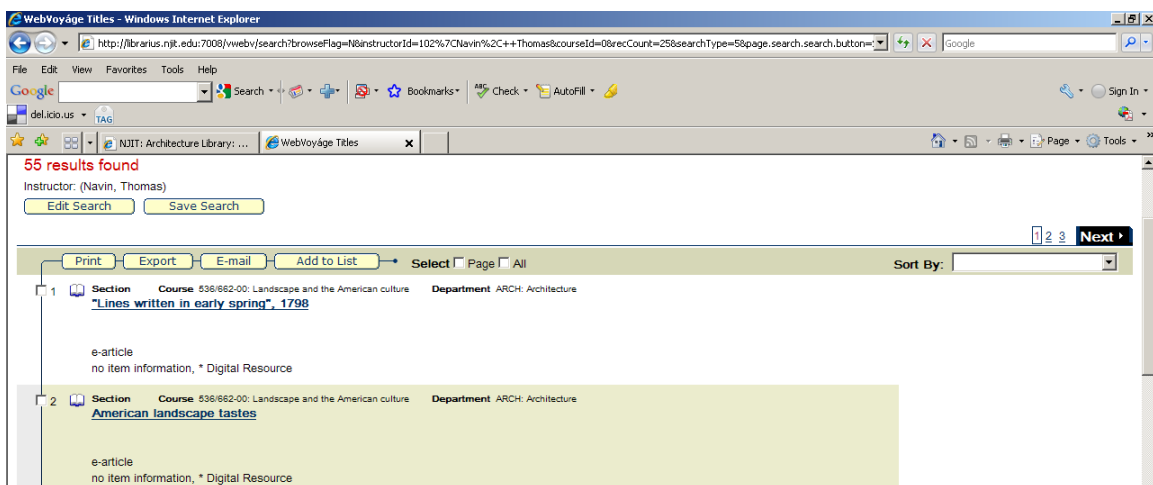 WebVoyáge Titles - Windows Internet Explorer
http://librarius.njit.edu:7008/vwebv/search?browseFlag=N&instructorId=102%7CNavin%2C++Thomas&courseId=0&recCount=25&searchType=5&page.search.search.button= Google
File Edit View Favorites Tools Help
Google Search Bookmarks ABC Check AutoFill Sign In
del.icio.us TAG
NJIT: Architecture Library: ... WebVoyáge Titles x Page Tools »
55 results found
Instructor: (Navin, Thomas)
Edit Search Save Search
1 2 3 Next
Print Export E-mail Add to List Select Page All Sort By:
1 Section Course 536/662-00: Landscape and the American culture Department ARCH: Architecture
"Lines written in early spring", 1798
e-article
no item information, * Digital Resource
2 Section Course 536/662-00: Landscape and the American culture Department ARCH: Architecture
American landscape tastes
e-article
no item information, * Digital Resource